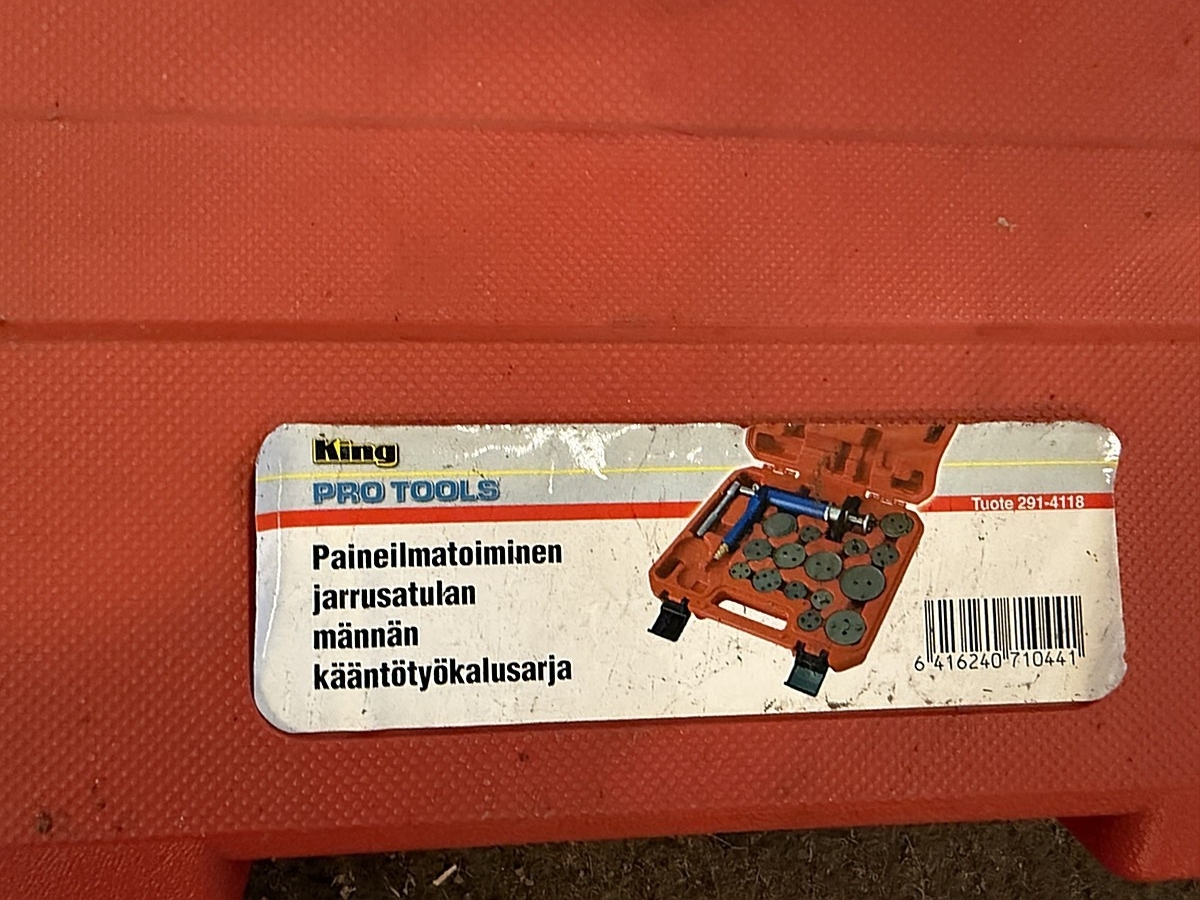 King
PRO TOOLS
Tuote 291-4118
Paineilmatoiminen
jarrusatulan
männän
kääntötyökalusarja
6 416240 710441